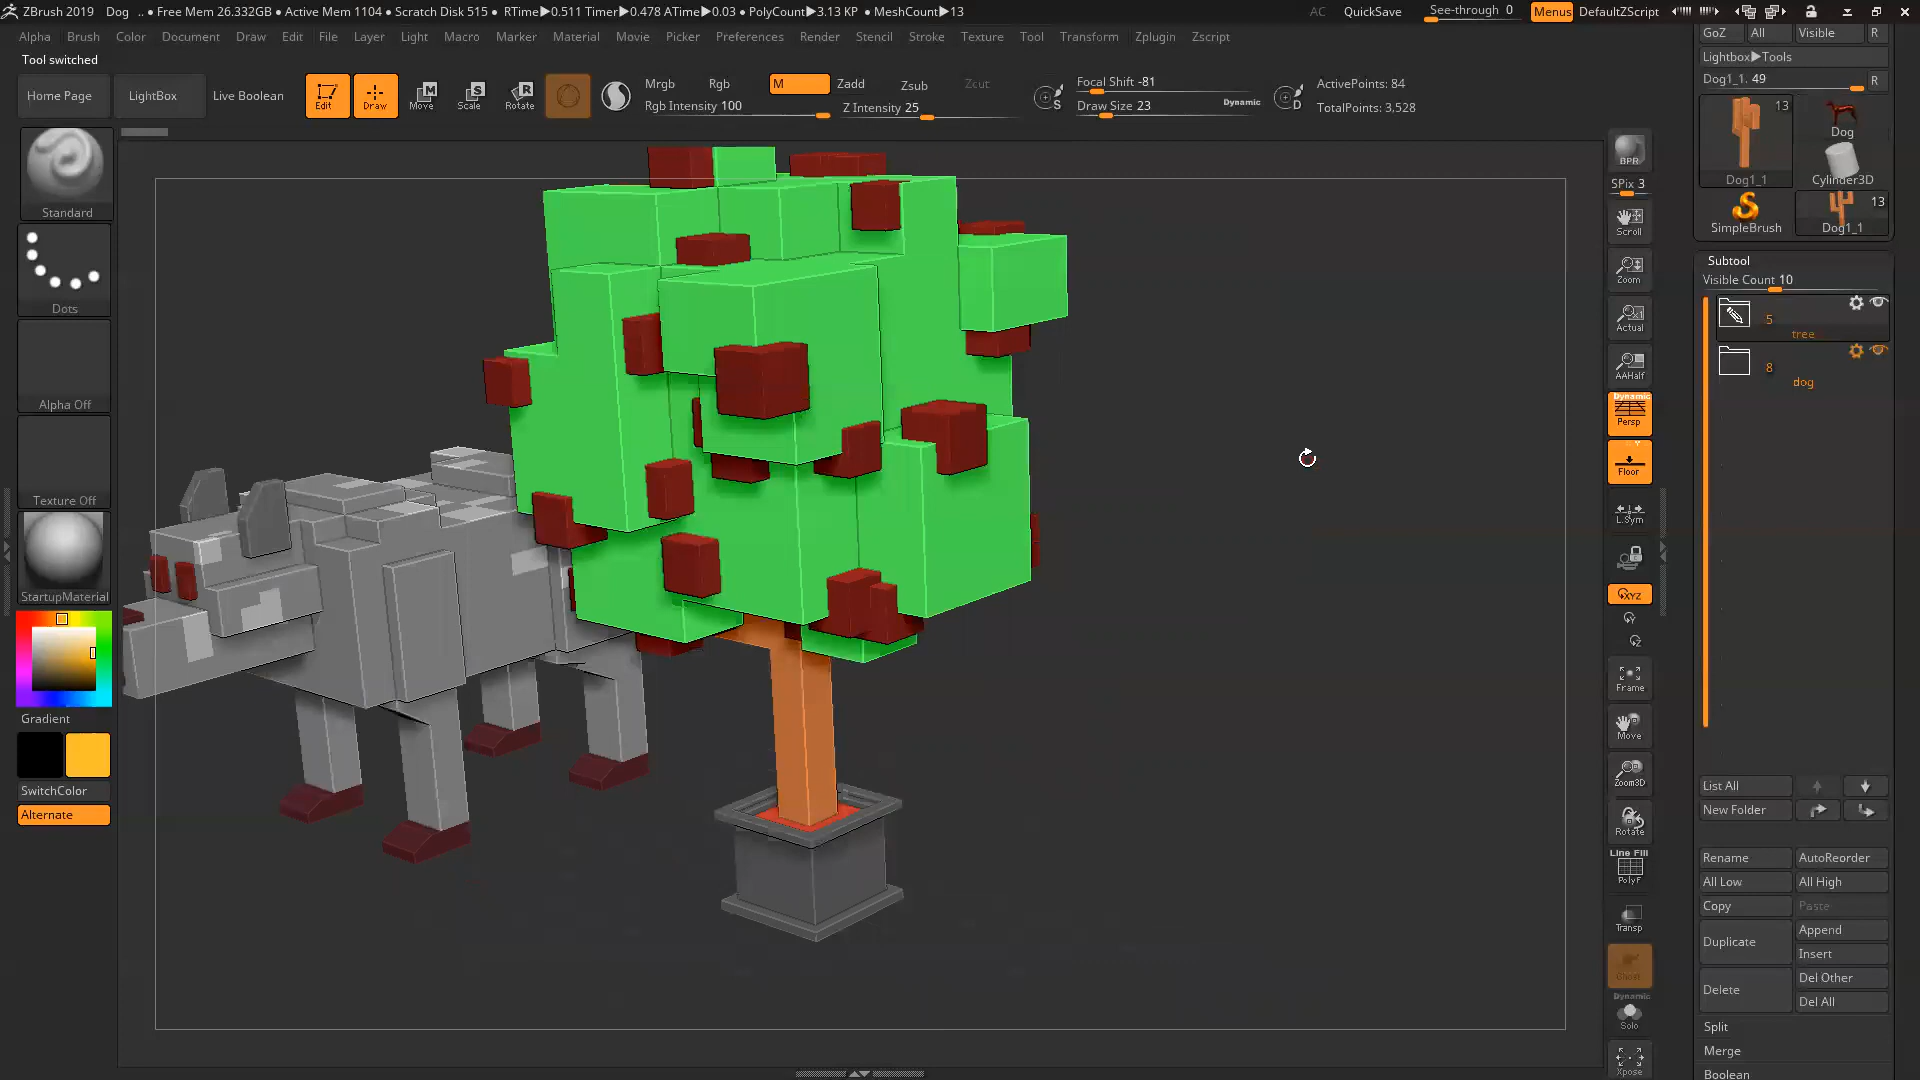 ZBrush 2019 Dog .. • Free Mem 26.332GB • Active Mem 1104 • Scratch Disk 515 • RTime▶0.511 Timer▶0.478 ATime▶0.03 • PolyCount▶3.13 KP • MeshCount▶13 AC QuickSave See-through 0 Menus DefaultZScript
Alpha Brush Color Document Draw Edit File Layer Light Macro Marker Material Movie Picker Preferences Render Stencil Stroke Texture Tool Transform Zplugin Zscript
Tool switched
Home Page LightBox Live Boolean Edit Draw Move Scale Rotate
Mrgb Rgb M Zadd Zsub Zcut
Rgb Intensity 100 Z Intensity 25
Focal Shift -81
Draw Size 23 Dynamic
ActivePoints: 84
TotalPoints: 3,528
Standard
Dots
Alpha Off
Texture Off
StartupMaterial
Gradient
SwitchColor
Alternate
BPR
SPix 3
Scroll
Zoom
Actual
AAHalf
Dynamic
Persp
Floor
L.Sym
XYZ
Frame
Move
Zoom3D
Rotate
Line Fill
PolyF
Transp
Ghost
Dynamic
Solo
Xpose
GoZ All Visible R
Lightbox▶Tools
Dog1_1. 49 R
13
Dog
Dog1_1 Cylinder3D
13
SimpleBrush Dog1_1
Subtool
Visible Count 10
5
tree
8
dog
List All
New Folder
Rename AutoReorder
All Low All High
Copy Paste
Duplicate Append
Insert
Delete Del Other
Del All
Split
Merge
Boolean